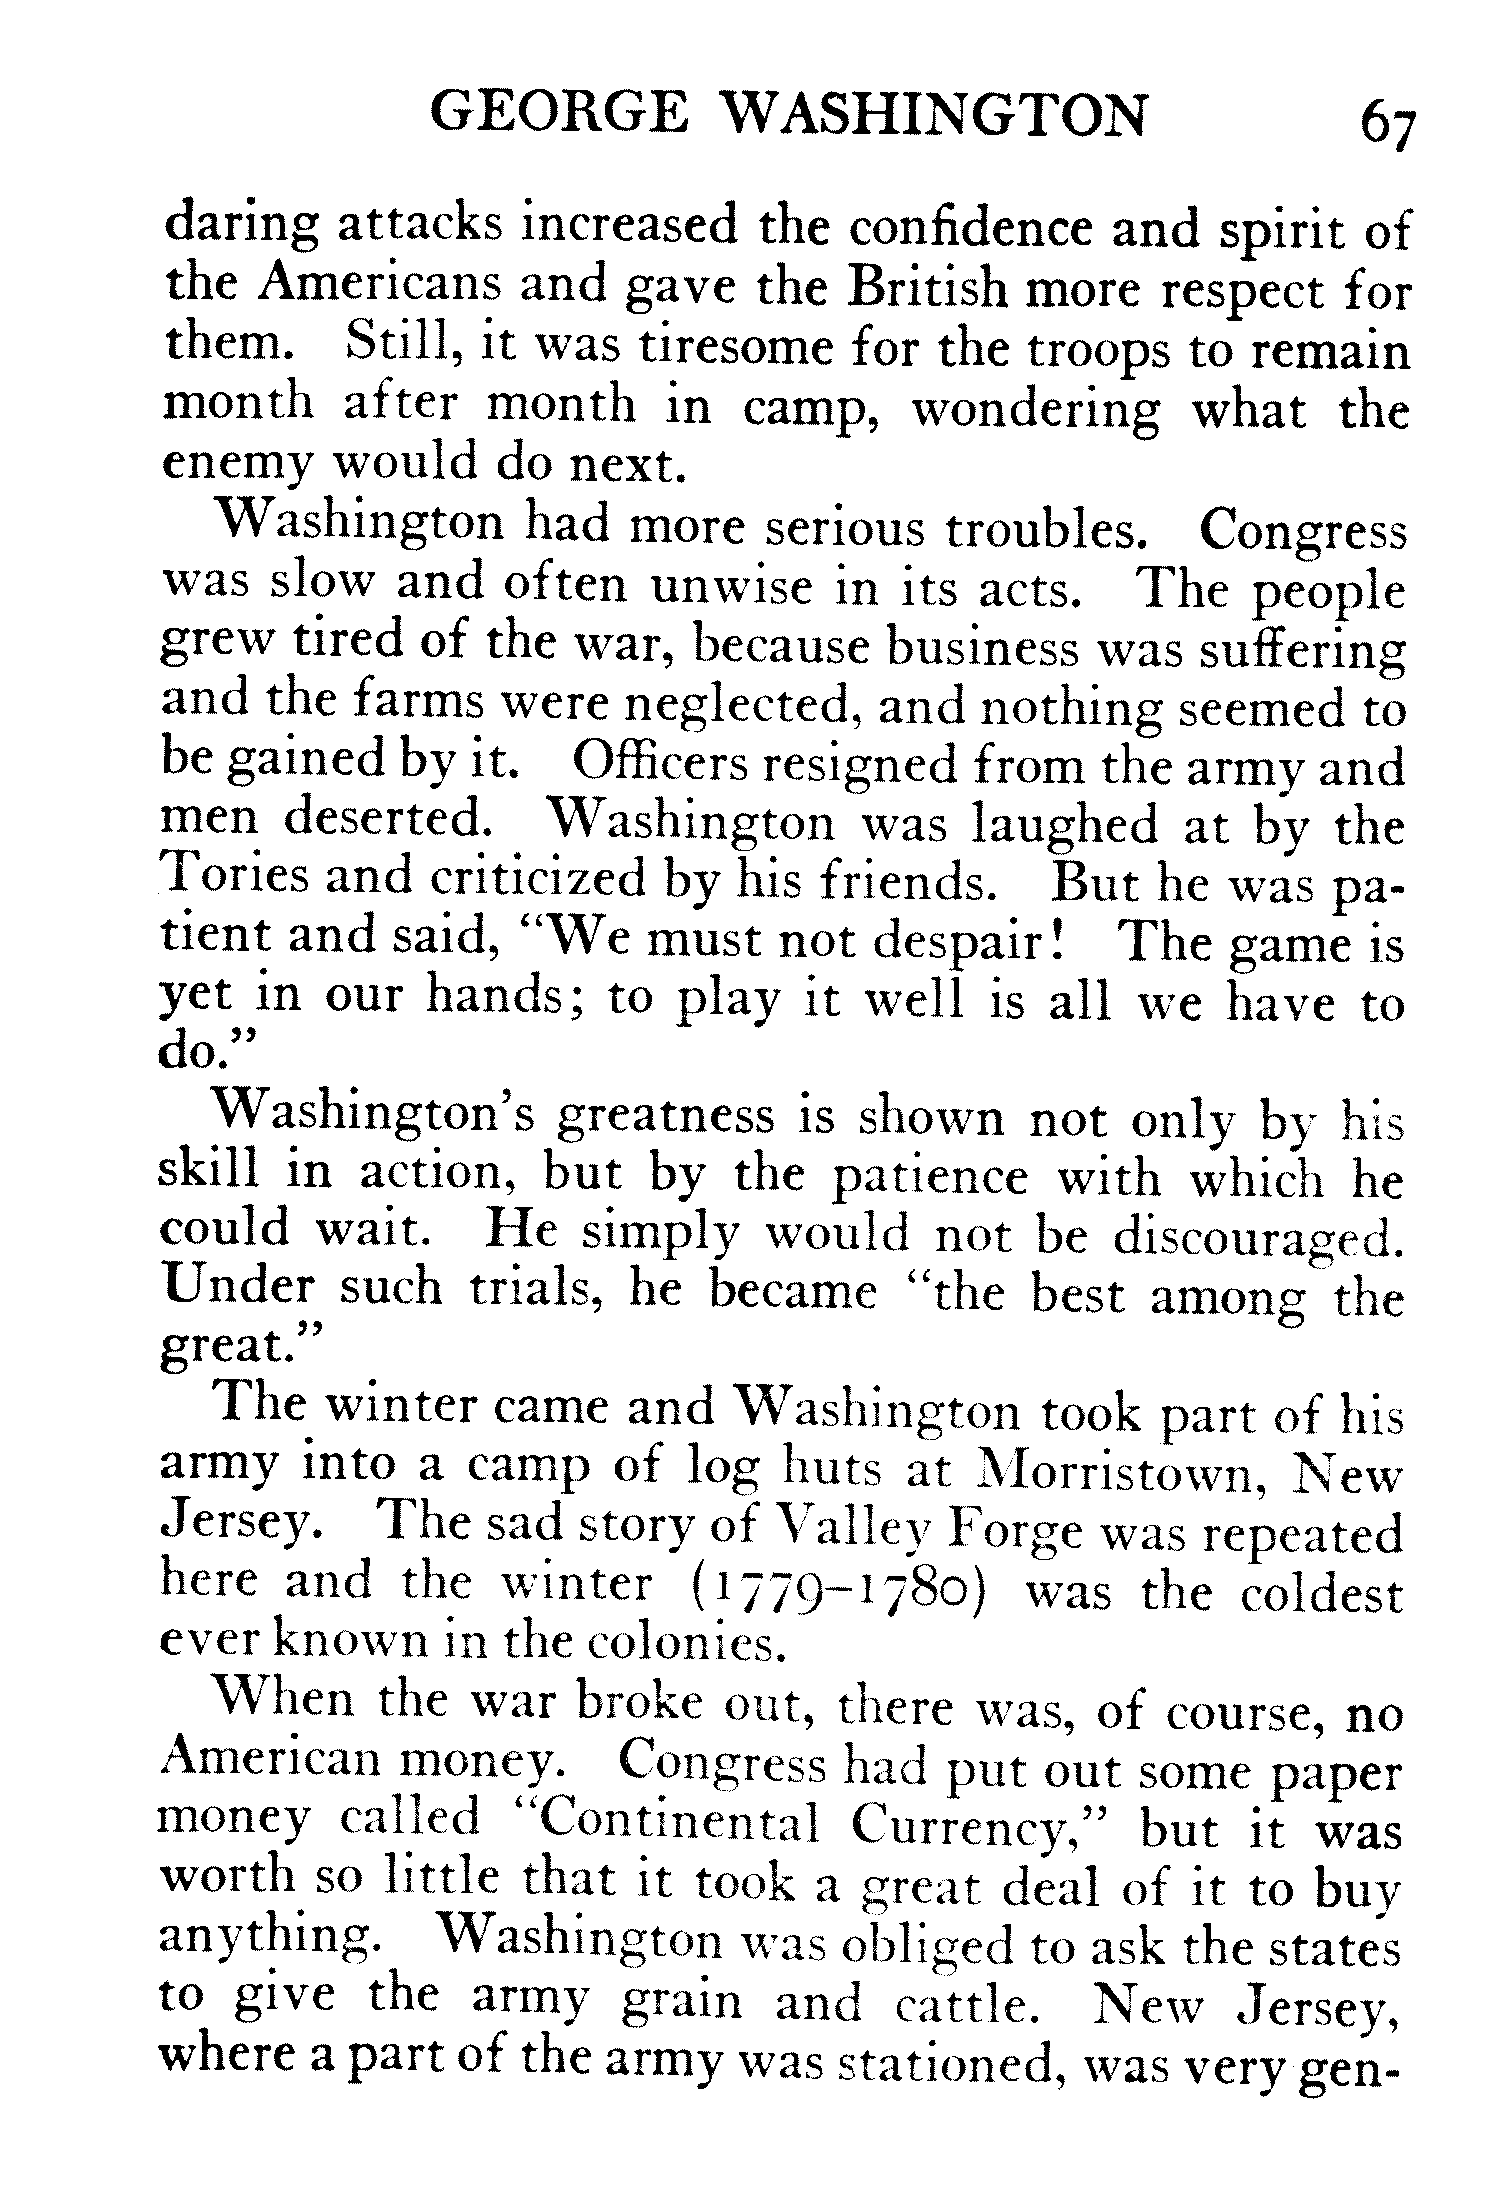 GEORGE WASHINGTON 67
daring attacks increased the confidence and spirit of
the Americans and gave the British more respect for
them. Still, it was tiresome for the troops to remain
month after month in camp, wondering what the
enemy would do next.
Washington had more serious troubles. Congress
was slow and often unwise in its acts. The people
grew tired of the war, because business was suffering
and the farms were neglected, and nothing seemed to
be gained by it. Officers resigned from the army and
men deserted. Washington was laughed at by the
Tories and criticized by his friends. But he was pa-
tient and said, "We must not despair! The game is
yet in our hands; to play it well is all we have to
do."
Washington's greatness is shown not only by his
skill in action, but by the patience with which he
could wait. He simply would not be discouraged.
Under such trials, he became "the best among the
great."
The winter came and Washington took part of his
army into a camp of log huts at Morristown, New
Jersey. The sad story of Valley Forge was repeated
here and the winter (1779–1780) was the coldest
ever known in the colonies.
When the war broke out, there was, of course, no
American money. Congress had put out some paper
money called "Continental Currency," but it was
worth so little that it took a great deal of it to buy
anything. Washington was obliged to ask the states
to give the army grain and cattle. New Jersey,
where a part of the army was stationed, was very gen-